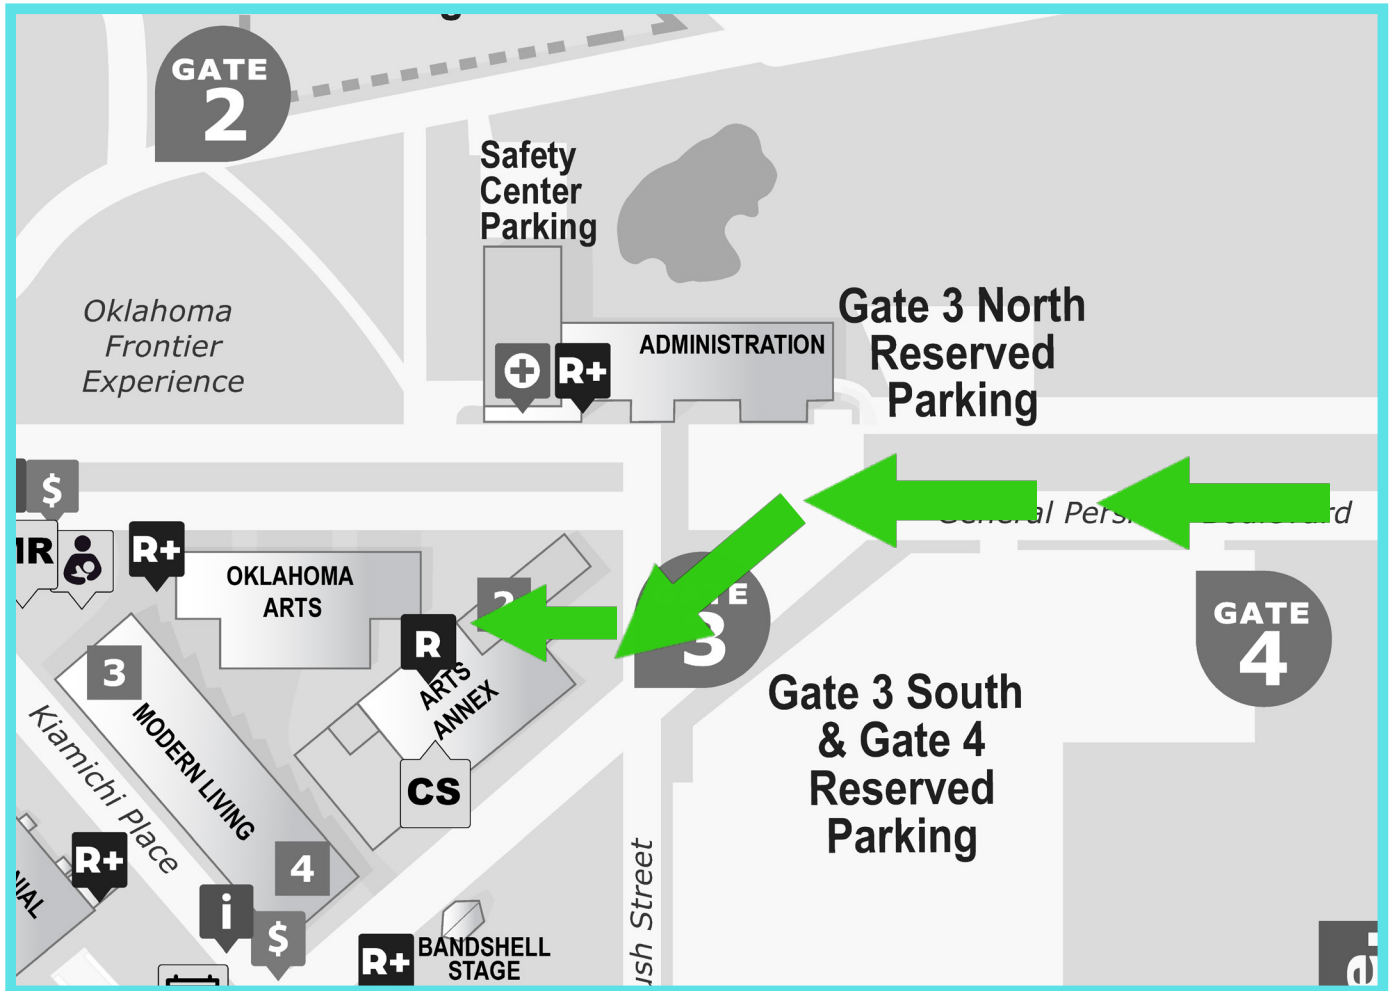 GATE
2
Safety
Center
Parking
Oklahoma
Frontier
Experience
ADMINISTRATION
R+
Gate 3 North
Reserved
Parking
$
R+
OKLAHOMA
ARTS
2
R
ARTS
ANNEX
3
3
MODERN LIVING
Kiamichi Place
4
CS
R+
i
$
R+
BANDSHELL
STAGE
GATE
4
Gate 3 South
& Gate 4
Reserved
Parking